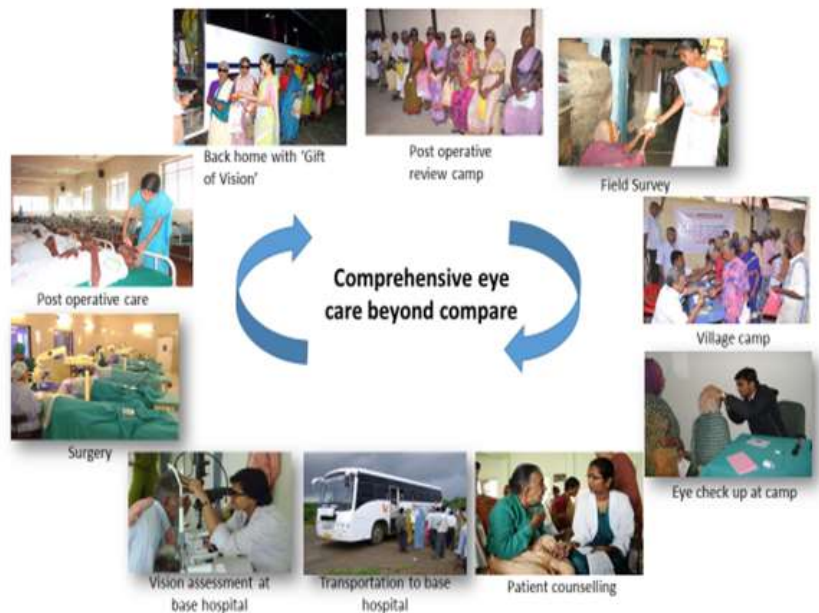 Back home with 'Gift
of Vision'
Post operative
review camp
Field Survey
Village camp
Eye check up at camp
Patient counselling
Transportation to base
hospital
Vision assessment at
base hospital
Surgery
Post operative care
Comprehensive eye
care beyond compare